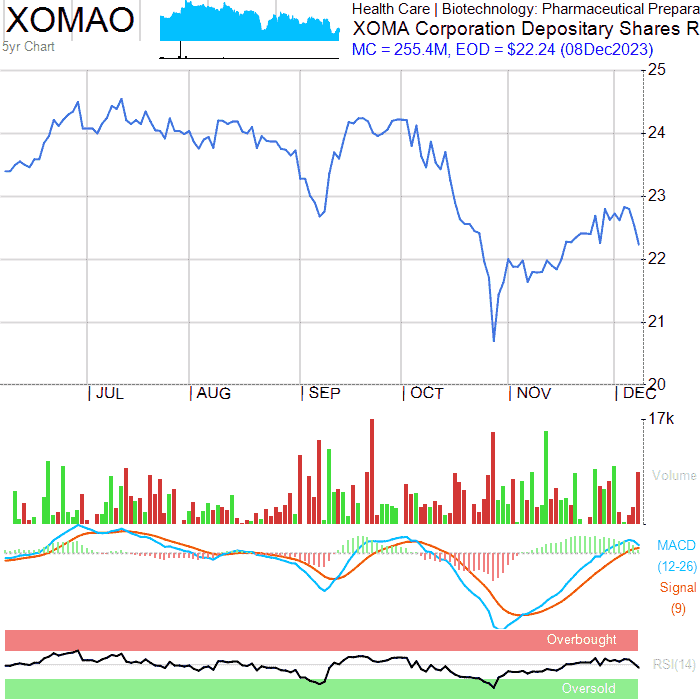 XOMAO
5yr Chart
Health Care | Biotechnology: Pharmaceutical Prepara
XOMA Corporation Depositary Shares R
MC = 255.4M, EOD = $22.24 (08Dec2023)
25
24
23
22
21
20
JUL AUG SEP OCT NOV DEC
17k
Volume
MACD
(12-26)
Signal
(9)
Overbought
RSI(14)
Oversold